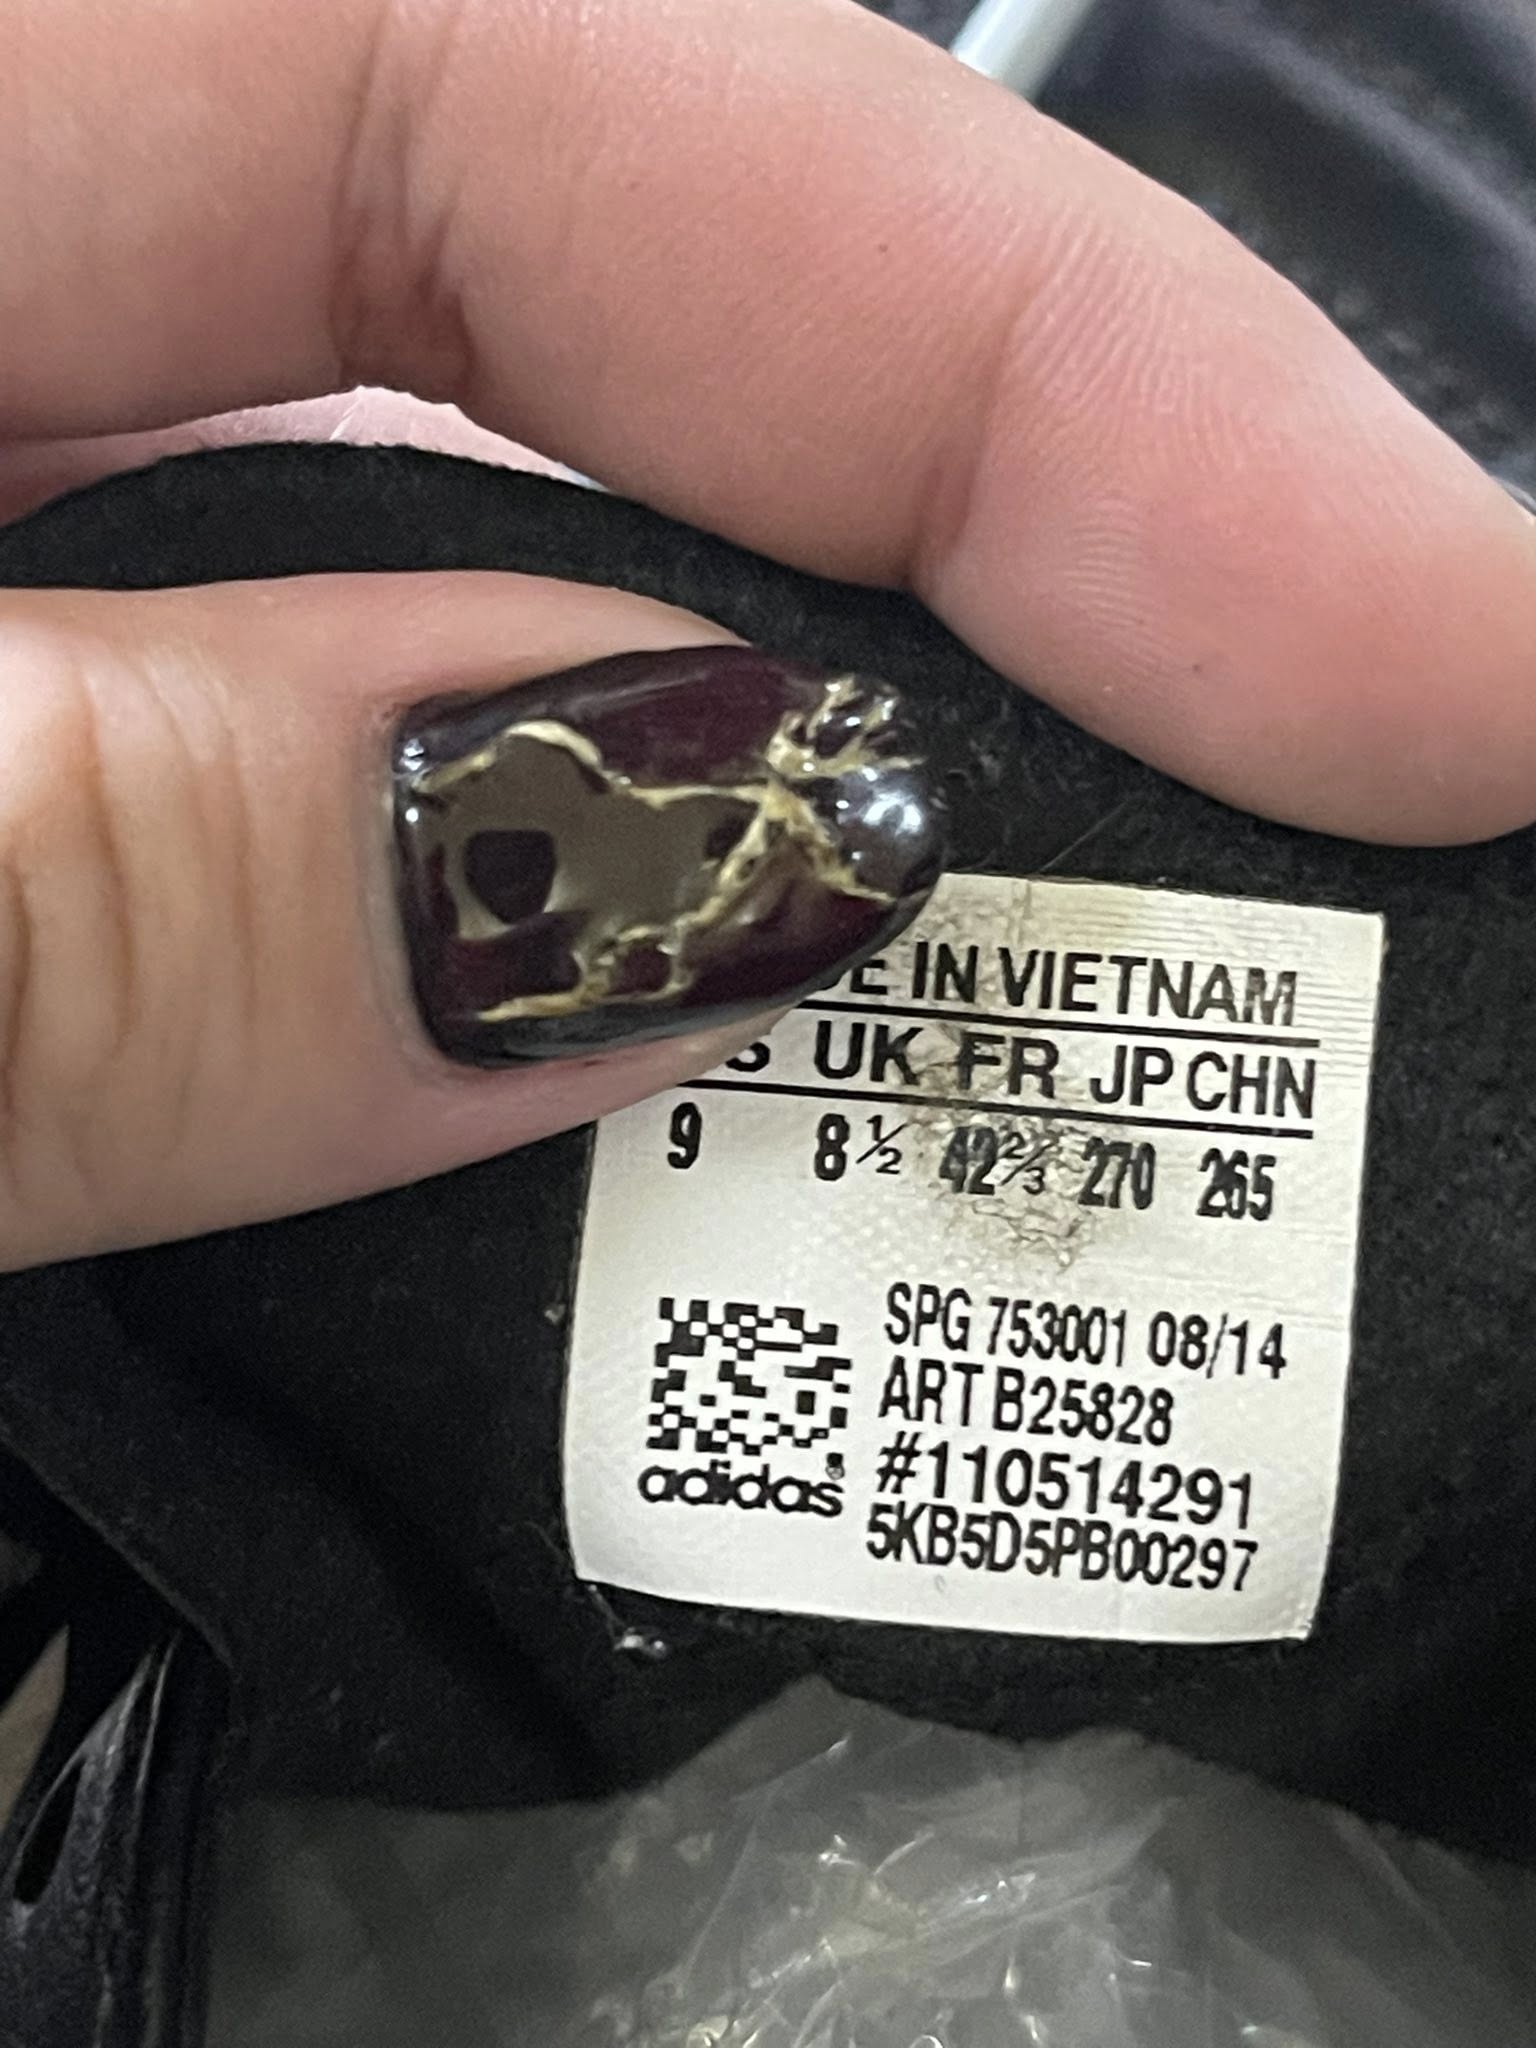 DE IN VIETNAM
S UK FR JP CHN
9 8½ 42⅔ 270 265
SPG 753001 08/14
ART B25828
#110514291
5KB5D5PB00297
adidas®